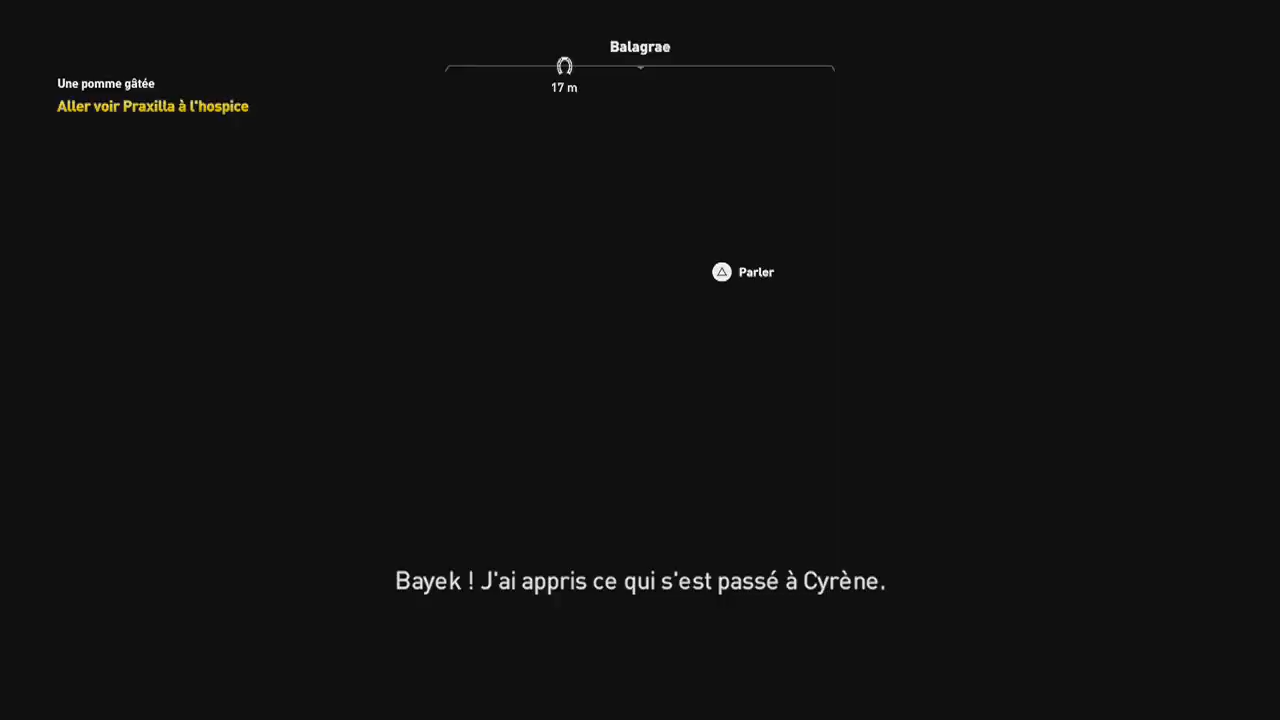 Balagrae
17 m
Une pomme gâtée
Aller voir Praxilla à l'hospice
Parler
Bayek ! J'ai appris ce qui s'est passé à Cyrène.